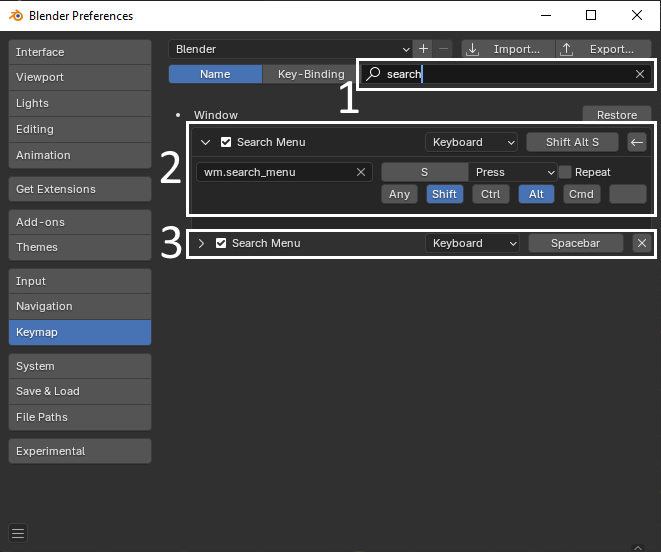 Blender Preferences
Interface
Viewport
Lights
Editing
Animation
Get Extensions
Add-ons
Themes
Input
Navigation
Keymap
System
Save & Load
File Paths
Experimental
Blender
Import...
Export...
Name
Key-Binding
search
1
Window
Restore
2
Search Menu
Keyboard
Shift Alt S
wm.search_menu
S
Press
Repeat
Any
Shift
Ctrl
Alt
Cmd
3
Search Menu
Keyboard
Spacebar